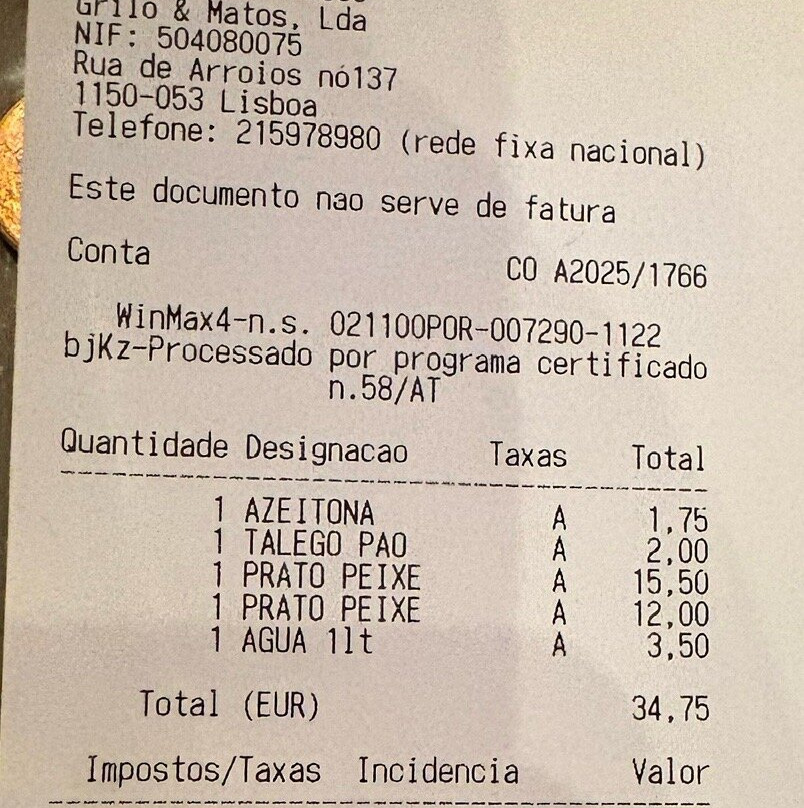 Grilo & Matos, Lda
NIF: 504080075
Rua de Arroios nó137
1150-053 Lisboa
Telefone: 215978980 (rede fixa nacional)
Este documento nao serve de fatura
Conta CO A2025/1766
WinMax4-n.s. 021100POR-007290-1122
bjKz-Processado por programa certificado
n.58/AT
Quantidade Designacao Taxas Total
1 AZEITONA A 1,75
1 TALEGO PAO A 2,00
1 PRATO PEIXE A 15,50
1 PRATO PEIXE A 12,00
1 AGUA 1lt A 3,50
Total (EUR) 34,75
Impostos/Taxas Incidencia Valor